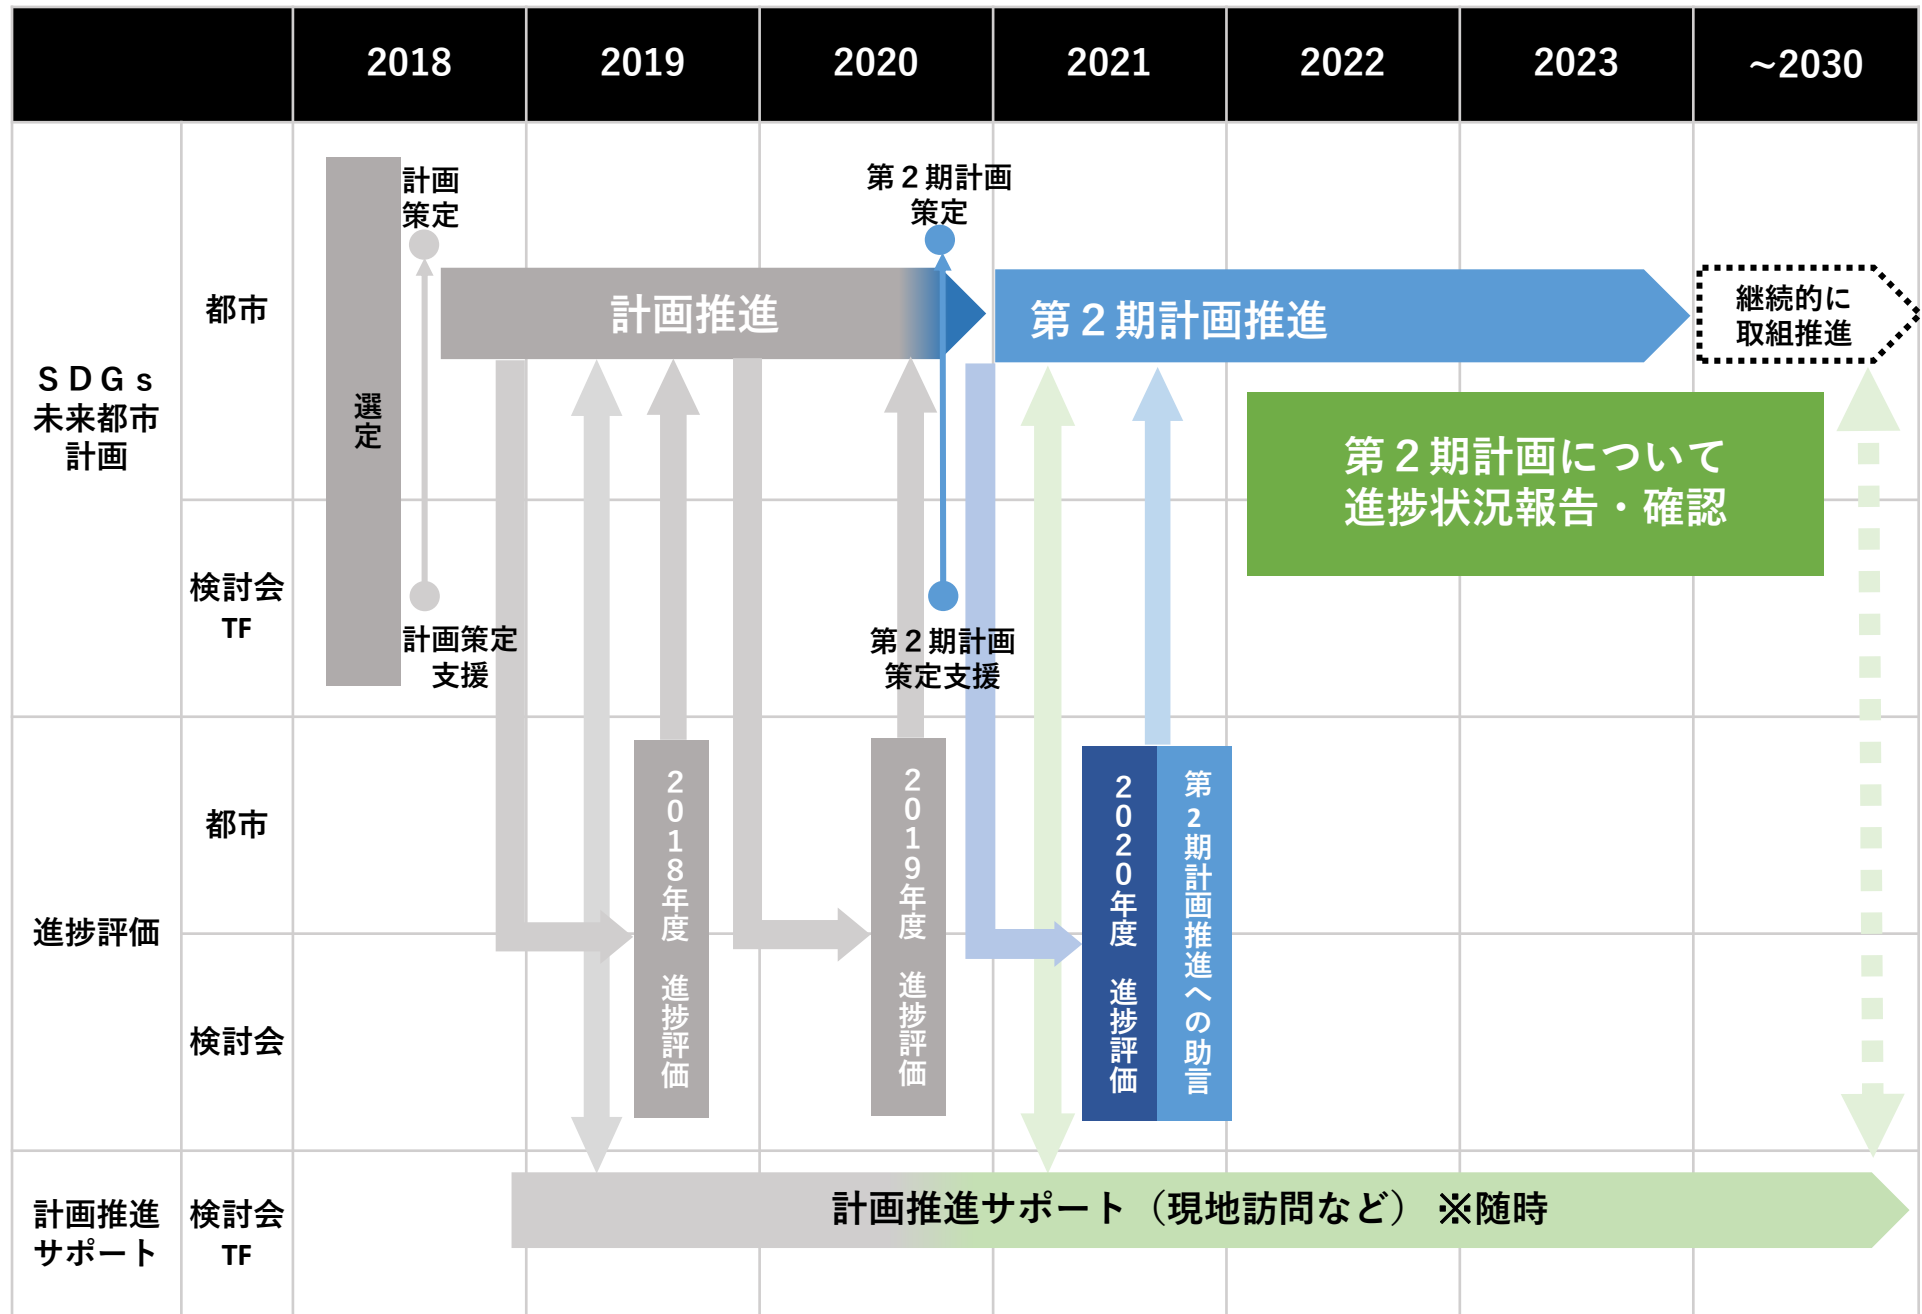 2018
2019
2020
2021
2022
2023
～2030
ＳＤＧｓ
未来都市
計画
都市
検討会
TF
選定
計画
策定
計画策定
支援
計画推進
第２期計画
策定
第２期計画
策定支援
第２期計画推進
継続的に
取組推進
第２期計画について
進捗状況報告・確認
進捗評価
都市
検討会
2018年度　進捗評価
2019年度　進捗評価
2020年度　進捗評価
第2期計画推進への助言
計画推進
サポート
検討会
TF
計画推進サポート（現地訪問など）※随時